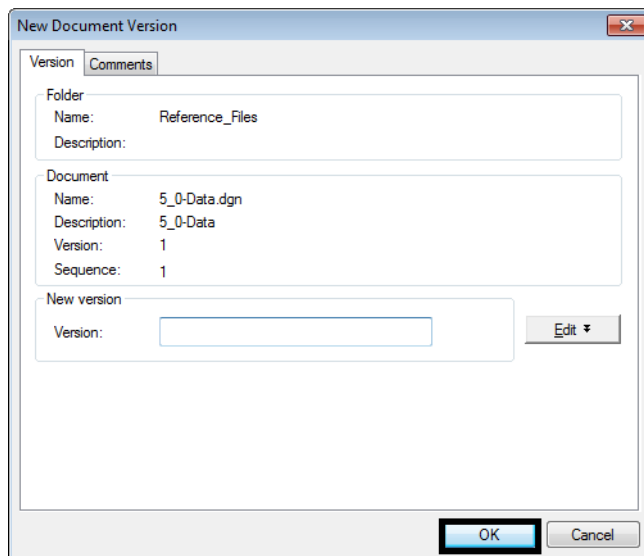 New Document Version
Version Comments
Folder
Name: Reference_Files
Description:
Document
Name: 5_0-Data.dgn
Description: 5_0-Data
Version: 1
Sequence: 1
New version
Version:
Edit
OK Cancel